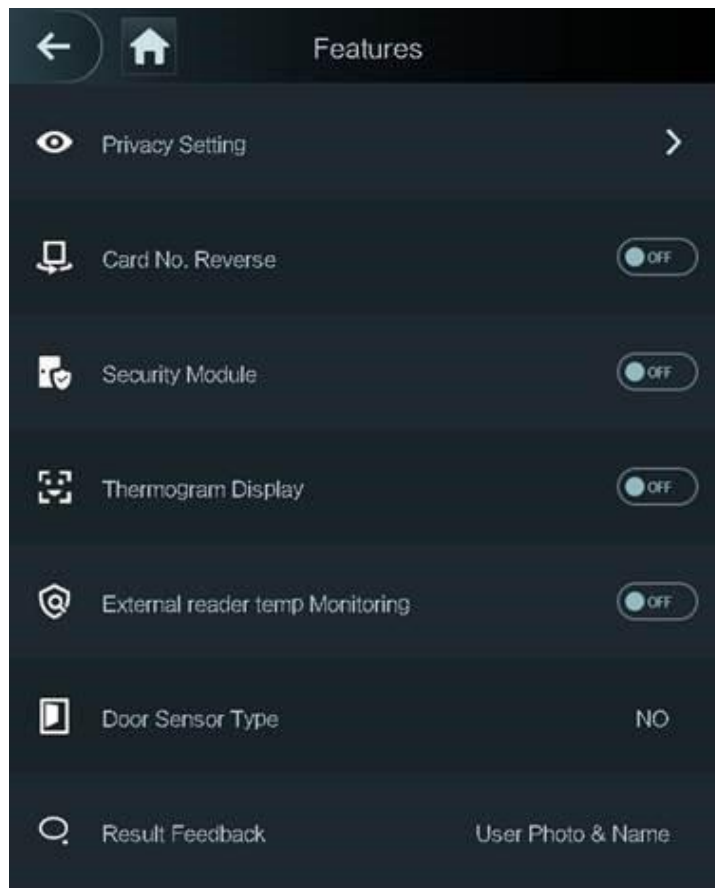 Features
Privacy Setting
Card No. Reverse
OFF
Security Module
OFF
Thermogram Display
OFF
External reader temp Monitoring
OFF
Door Sensor Type
NO
Result Feedback
User Photo & Name